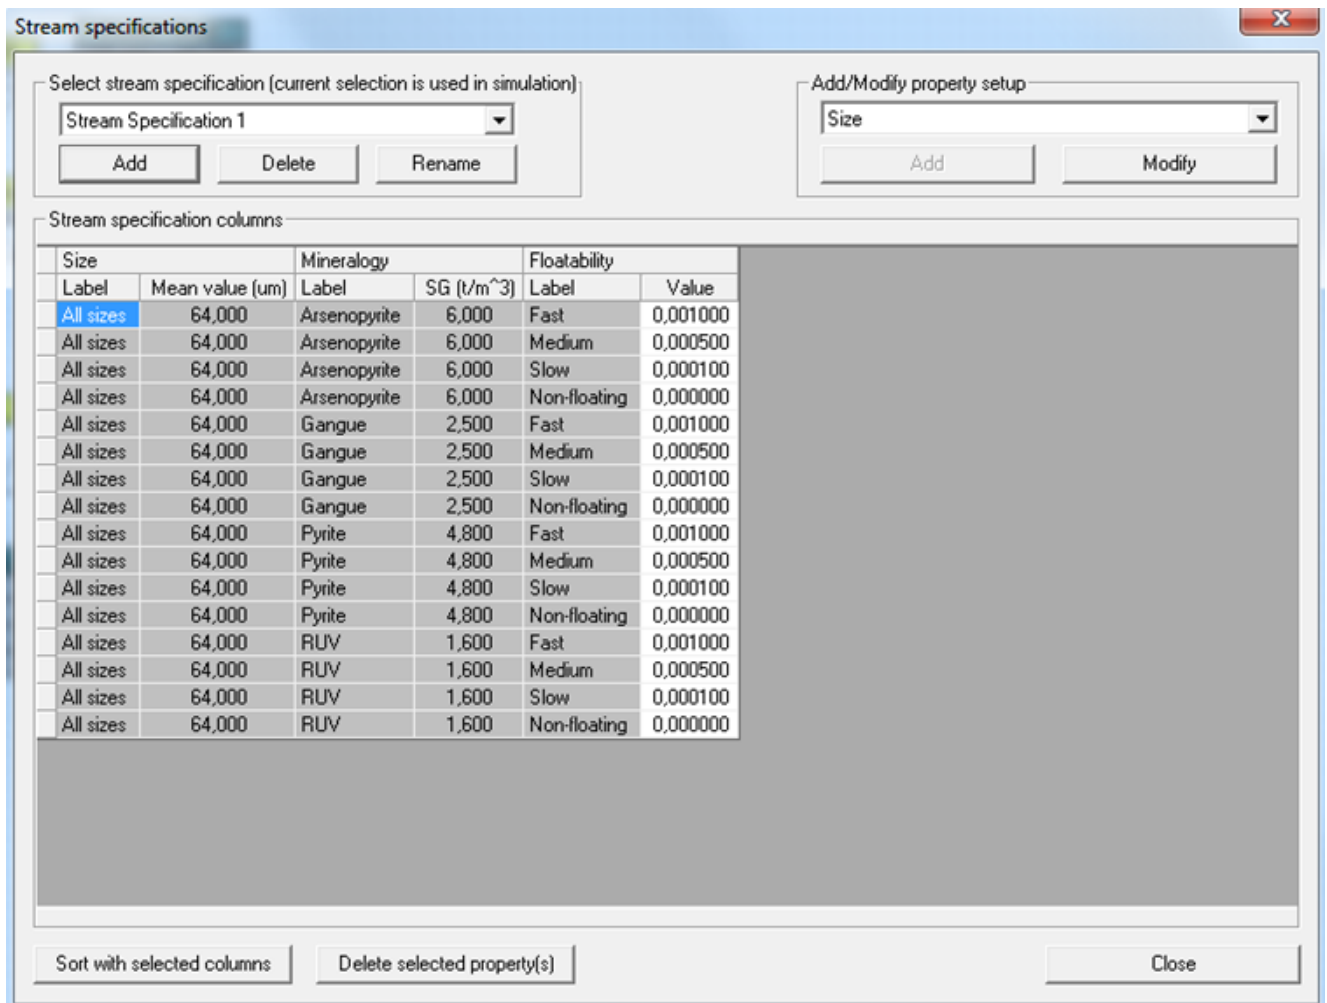 Stream specifications
Select stream specification (current selection is used in simulation)
Add/Modify property setup
Stream Specification 1
Size
Add Delete Rename
Add Modify
Stream specification columns
Size Mineralogy Floatability
Label Mean value (um) Label SG (t/m^3) Label Value
All sizes 64,000 Arsenopyrite 6,000 Fast 0,001000
All sizes 64,000 Arsenopyrite 6,000 Medium 0,000500
All sizes 64,000 Arsenopyrite 6,000 Slow 0,000100
All sizes 64,000 Arsenopyrite 6,000 Non-floating 0,000000
All sizes 64,000 Gangue 2,500 Fast 0,001000
All sizes 64,000 Gangue 2,500 Medium 0,000500
All sizes 64,000 Gangue 2,500 Slow 0,000100
All sizes 64,000 Gangue 2,500 Non-floating 0,000000
All sizes 64,000 Pyrite 4,800 Fast 0,001000
All sizes 64,000 Pyrite 4,800 Medium 0,000500
All sizes 64,000 Pyrite 4,800 Slow 0,000100
All sizes 64,000 Pyrite 4,800 Non-floating 0,000000
All sizes 64,000 RUV 1,600 Fast 0,001000
All sizes 64,000 RUV 1,600 Medium 0,000500
All sizes 64,000 RUV 1,600 Slow 0,000100
All sizes 64,000 RUV 1,600 Non-floating 0,000000
Sort with selected columns Delete selected property(s) Close